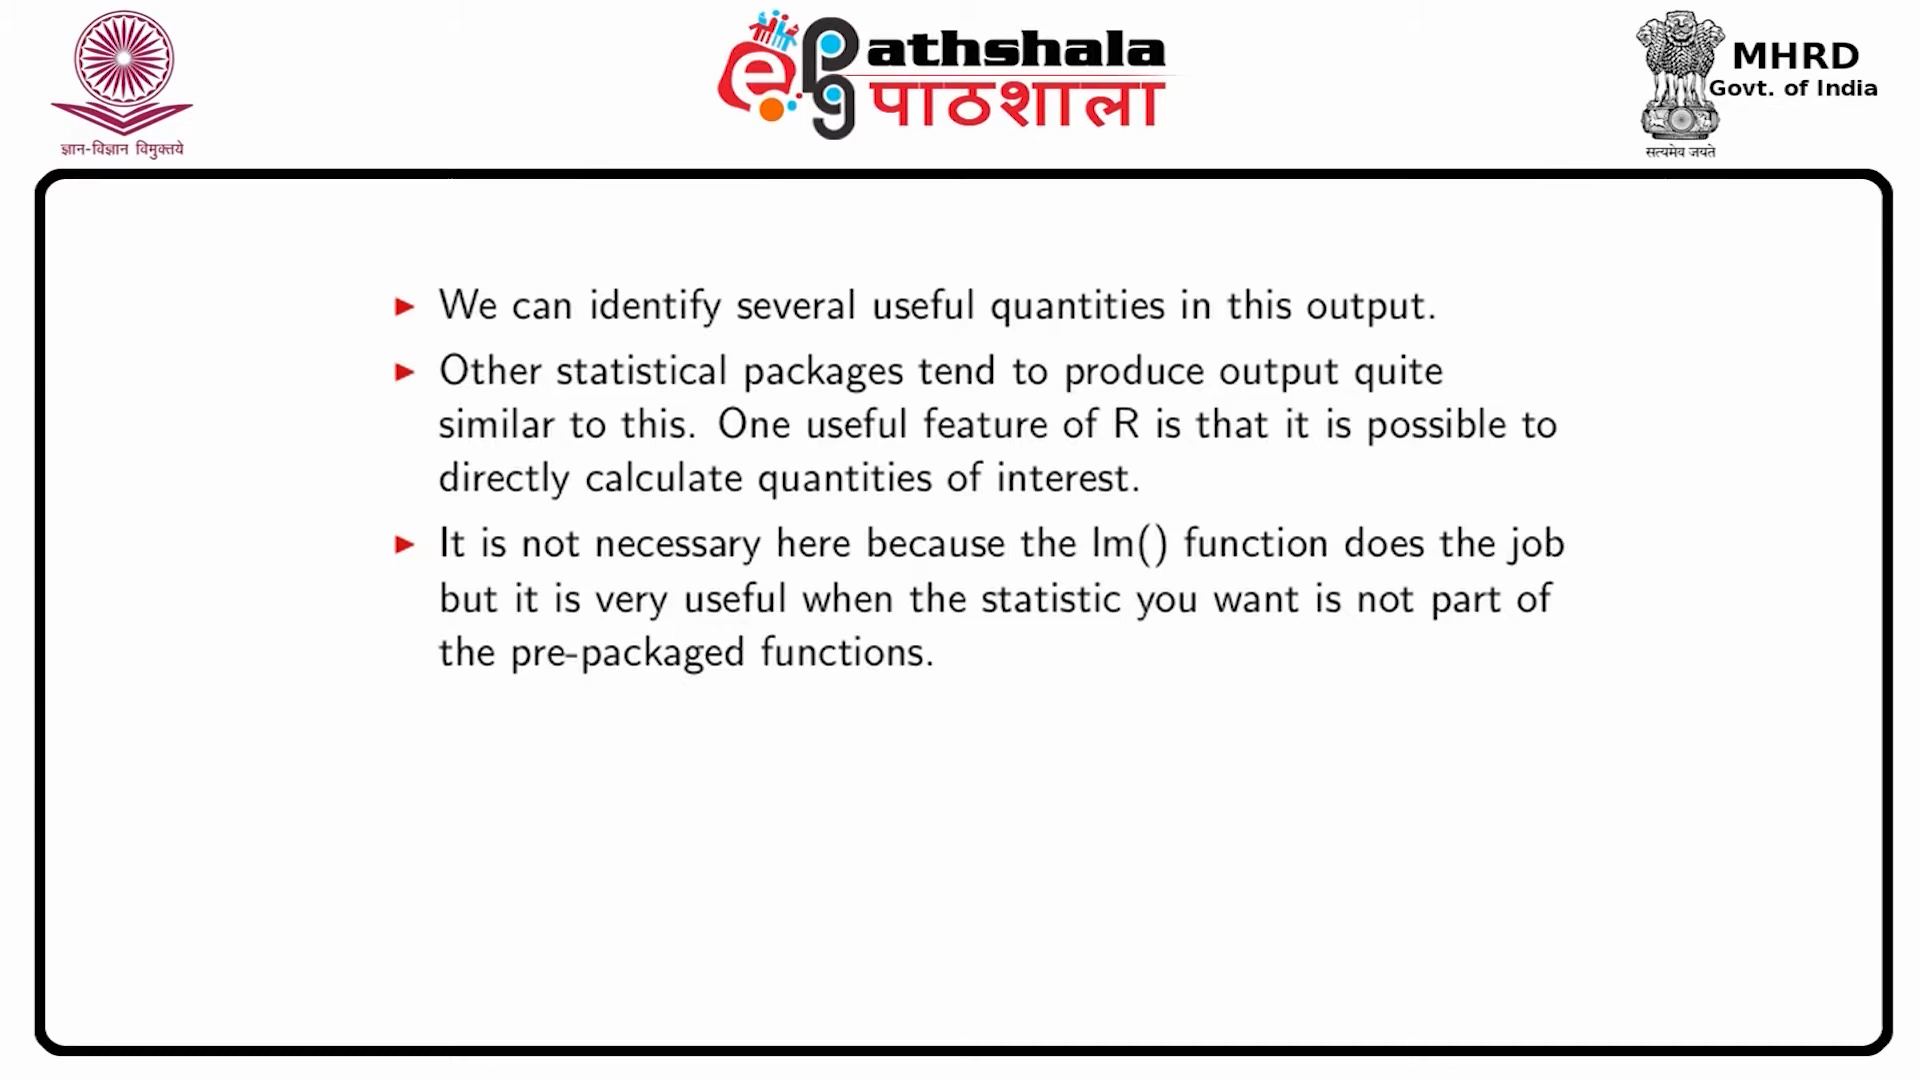 ज्ञान-विज्ञान विमुक्तये
ePG athshala
पाठशाला
MHRD
Govt. of India
सत्यमेव जयते
We can identify several useful quantities in this output.
Other statistical packages tend to produce output quite
similar to this. One useful feature of R is that it is possible to
directly calculate quantities of interest.
It is not necessary here because the lm() function does the job
but it is very useful when the statistic you want is not part of
the pre-packaged functions.